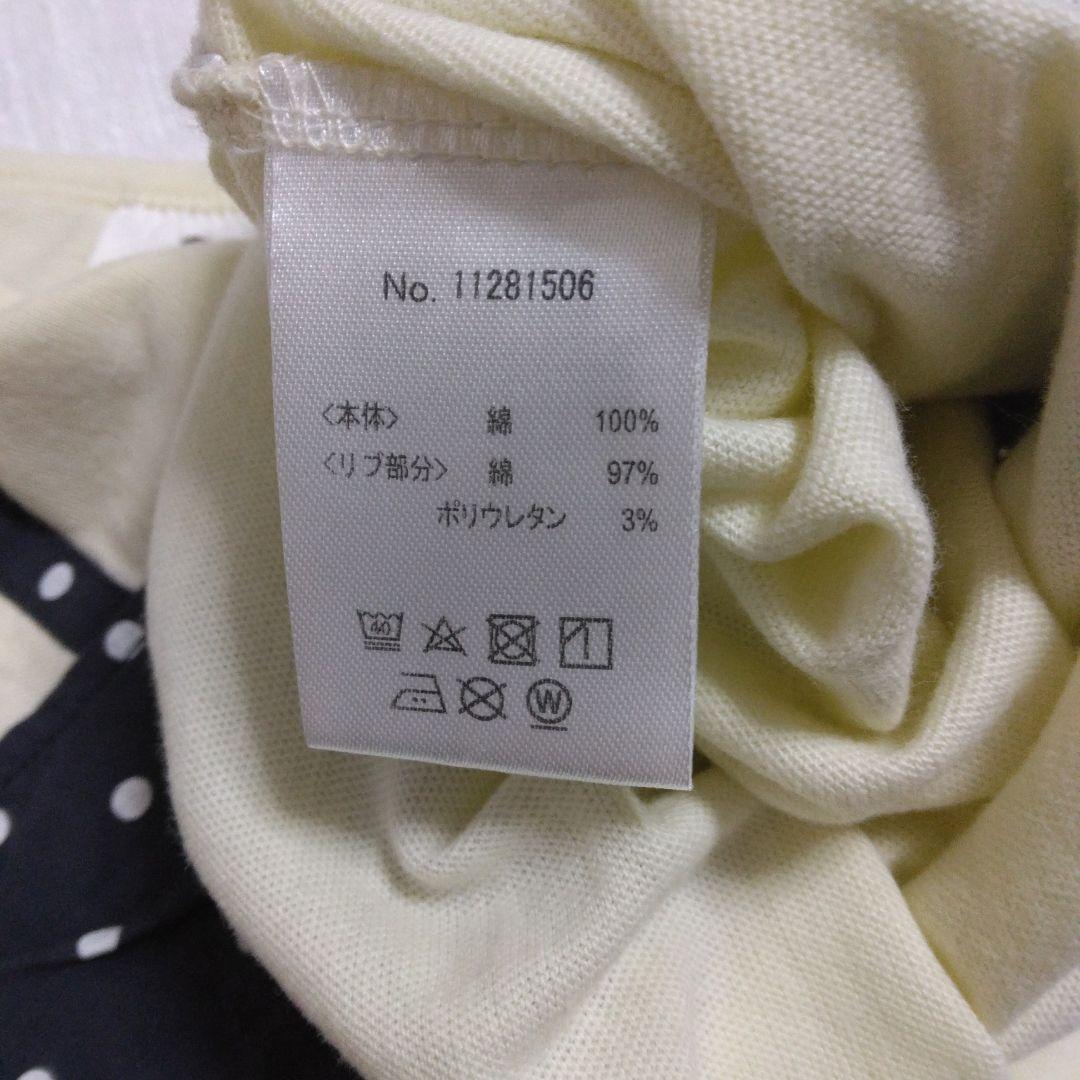 No. 11281506
〈本体〉 綿 100%
〈リブ部分〉 綿 97%
ポリウレタン 3%
40
W